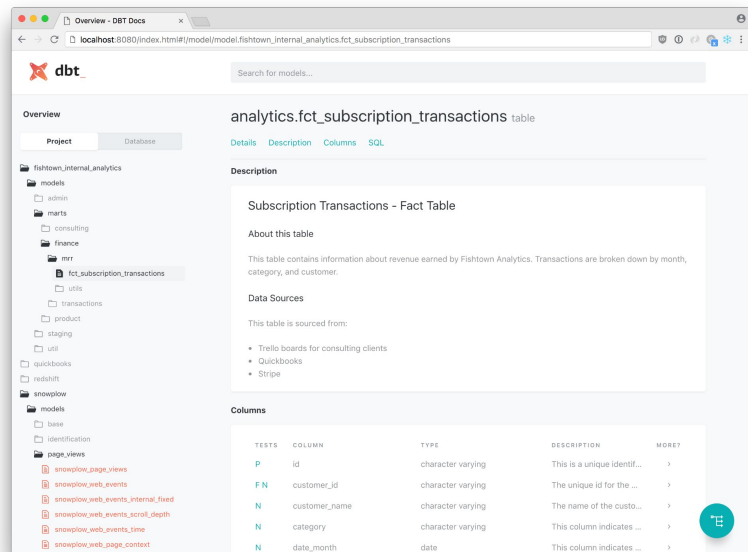 Overview - DBT Docs
localhost:8080/index.html#!/model/model.fishtown_internal_analytics.fct_subscription_transactions
dbt_
Search for models...
Overview
Project
Database
fishtown_internal_analytics
models
admin
marts
consulting
finance
mrr
fct_subscription_transactions
utils
transactions
product
staging
util
quickbooks
redshift
snowplow
models
base
identification
page_views
snowplow_page_views
snowplow_web_events
snowplow_web_events_internal_fixed
snowplow_web_events_scroll_depth
snowplow_web_events_time
snowplow_web_page_context
analytics.fct_subscription_transactions table
Details Description Columns SQL
Description
Subscription Transactions - Fact Table
About this table
This table contains information about revenue earned by Fishtown Analytics. Transactions are broken down by month,
category, and customer.
Data Sources
This table is sourced from:
• Trello boards for consulting clients
• Quickbooks
• Stripe
Columns
TESTS COLUMN TYPE DESCRIPTION MORE?
P id character varying This is a unique identif...
F N customer_id character varying The unique id for the ...
N customer_name character varying The name of the custo...
N category character varying This column indicates ...
N date_month date This column indicates ...